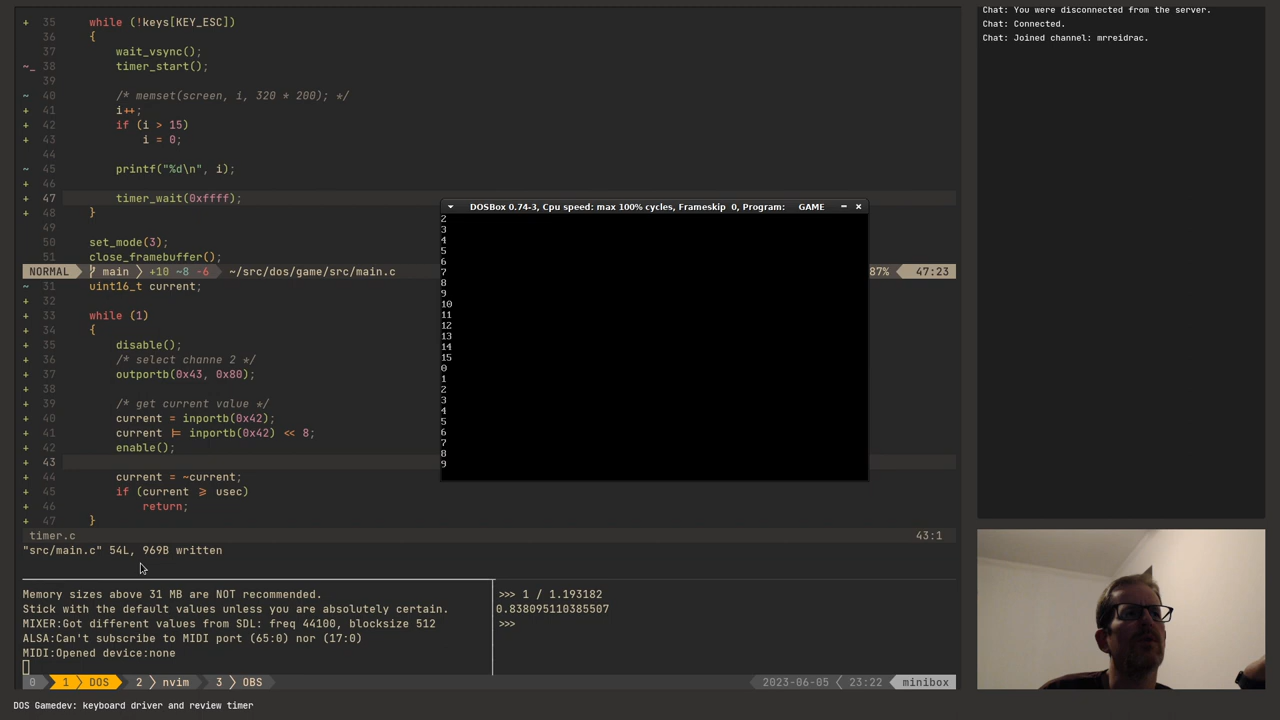 + 35 while (!keys[KEY_ESC])
36 {
37 wait_vsync();
~_ 38 timer_start();
39
~ 40 /* memset(screen, i, 320 * 200); */
+ 41 i++;
+ 42 if (i > 15)
+ 43 i = 0;
44
~ 45 printf("%d\n", i);
+ 46
+ 47 timer_wait(0xffff);
+ 48 }
49
50 set_mode(3);
51 close_framebuffer();
NORMAL main +10 ~8 -6 ~/src/dos/game/src/main.c 87% 47:23
~ 31 uint16_t current;
+ 32
+ 33 while (1)
+ 34 {
+ 35 disable();
+ 36 /* select channe 2 */
+ 37 outportb(0x43, 0x80);
+ 38
+ 39 /* get current value */
+ 40 current = inportb(0x42);
+ 41 current |= inportb(0x42) << 8;
+ 42 enable();
+ 43
+ 44 current = ~current;
+ 45 if (current >= usec)
+ 46 return;
+ 47 }
timer.c 43:1
"src/main.c" 54L, 969B written
DOSBox 0.74-3, Cpu speed: max 100% cycles, Frameskip 0, Program: GAME
2
3
4
5
6
7
8
9
10
11
12
13
14
15
0
1
2
3
4
5
6
7
8
9
Memory sizes above 31 MB are NOT recommended.
Stick with the default values unless you are absolutely certain.
MIXER:Got different values from SDL: freq 44100, blocksize 512
ALSA:Can't subscribe to MIDI port (65:0) nor (17:0)
MIDI:Opened device:none
>>> 1 / 1.193182
0.838095110385507
>>>
0 1 DOS 2 nvim 3 OBS 2023-06-05 23:22 minibox
DOS Gamedev: keyboard driver and review timer
Chat: You were disconnected from the server.
Chat: Connected.
Chat: Joined channel: mrreidrac.